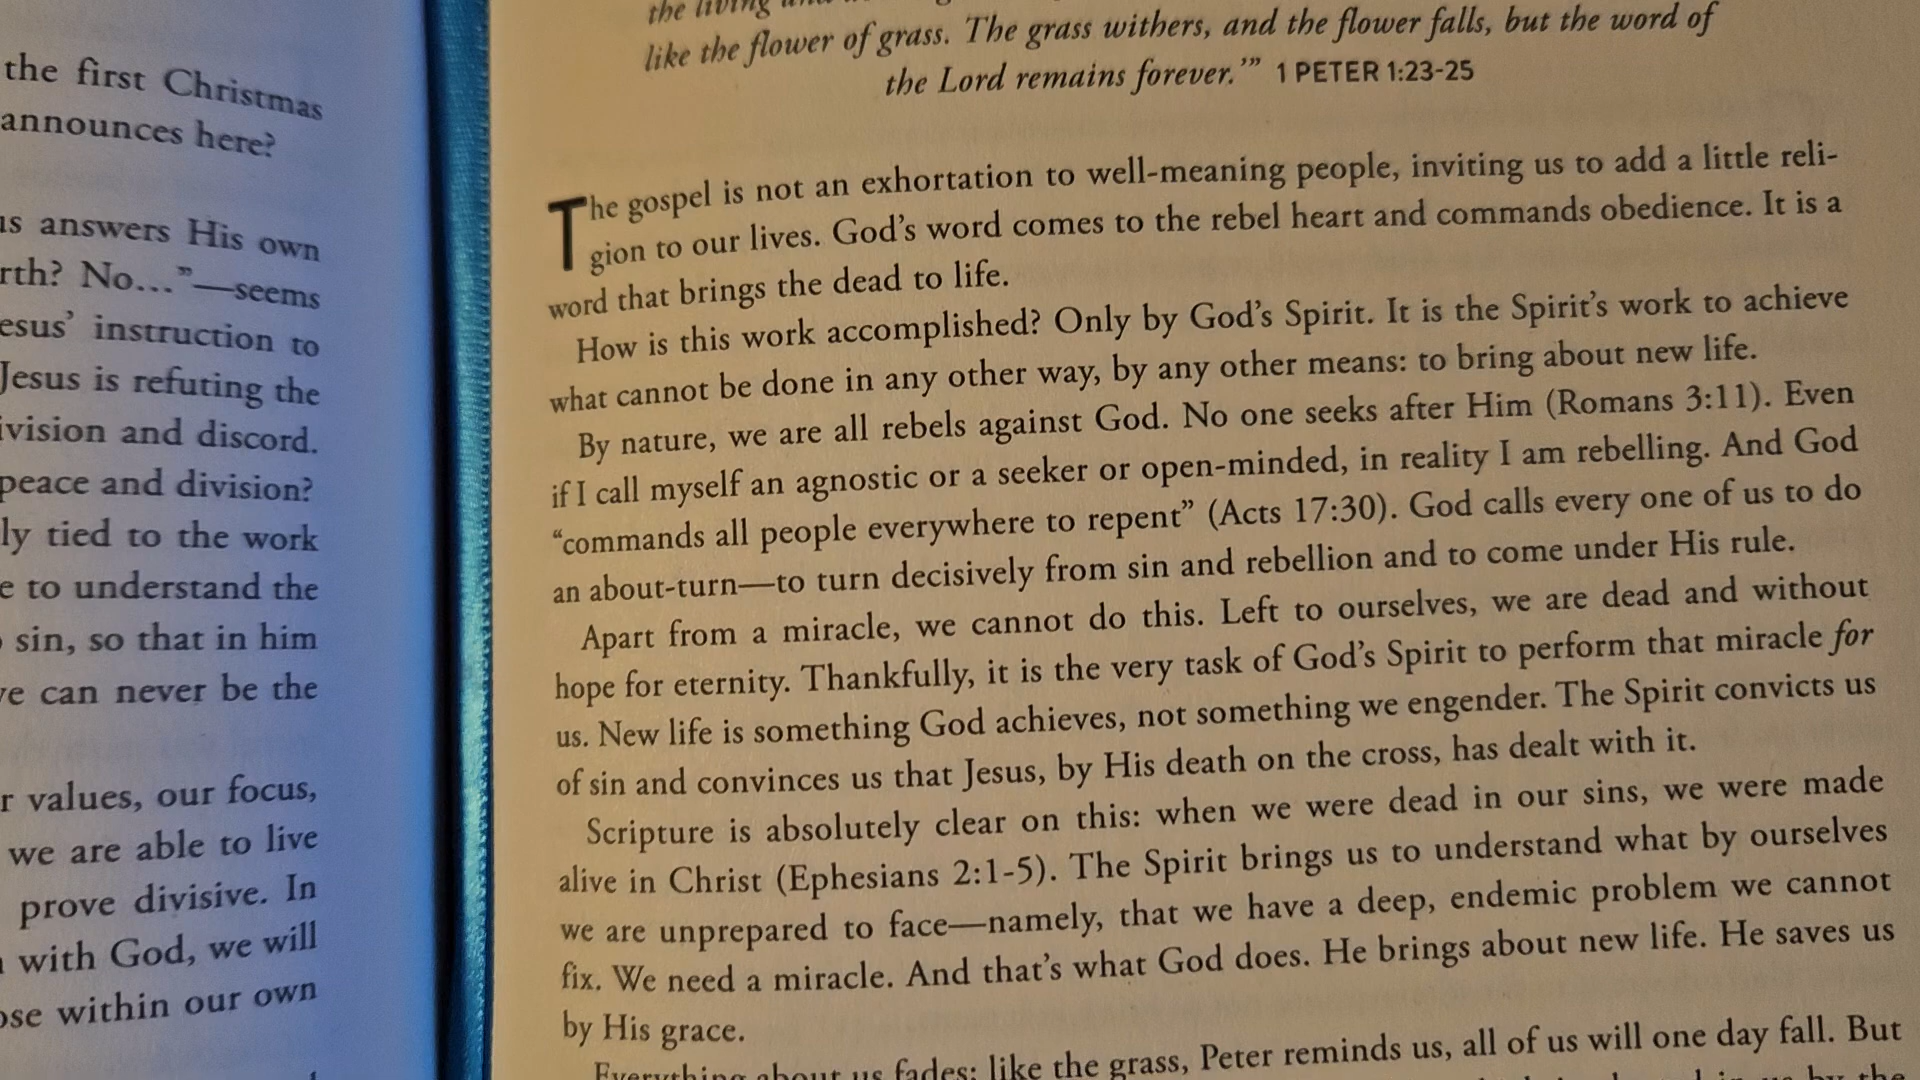 the first Christmas
announces here?
answers His own
No…”—seems
Jesus’ instruction to
Jesus is refuting the
division and discord.
peace and division?
tied to the work
to understand the
sin, so that in him
can never be the
values, our focus,
we are able to live
prove divisive. In
with God, we will
within our own
the living and
like the flower of grass. The grass withers, and the flower falls, but the word of
the Lord remains forever.’” 1 PETER 1:23-25
The gospel is not an exhortation to well-meaning people, inviting us to add a little reli-
gion to our lives. God’s word comes to the rebel heart and commands obedience. It is a
word that brings the dead to life.
How is this work accomplished? Only by God’s Spirit. It is the Spirit’s work to achieve
what cannot be done in any other way, by any other means: to bring about new life.
By nature, we are all rebels against God. No one seeks after Him (Romans 3:11). Even
if I call myself an agnostic or a seeker or open-minded, in reality I am rebelling. And God
“commands all people everywhere to repent” (Acts 17:30). God calls every one of us to do
an about-turn—to turn decisively from sin and rebellion and to come under His rule.
Apart from a miracle, we cannot do this. Left to ourselves, we are dead and without
hope for eternity. Thankfully, it is the very task of God’s Spirit to perform that miracle for
us. New life is something God achieves, not something we engender. The Spirit convicts us
of sin and convinces us that Jesus, by His death on the cross, has dealt with it.
Scripture is absolutely clear on this: when we were dead in our sins, we were made
alive in Christ (Ephesians 2:1-5). The Spirit brings us to understand what by ourselves
we are unprepared to face—namely, that we have a deep, endemic problem we cannot
fix. We need a miracle. And that’s what God does. He brings about new life. He saves us
by His grace.
Everything about us fades: like the grass, Peter reminds us, all of us will one day fall. But